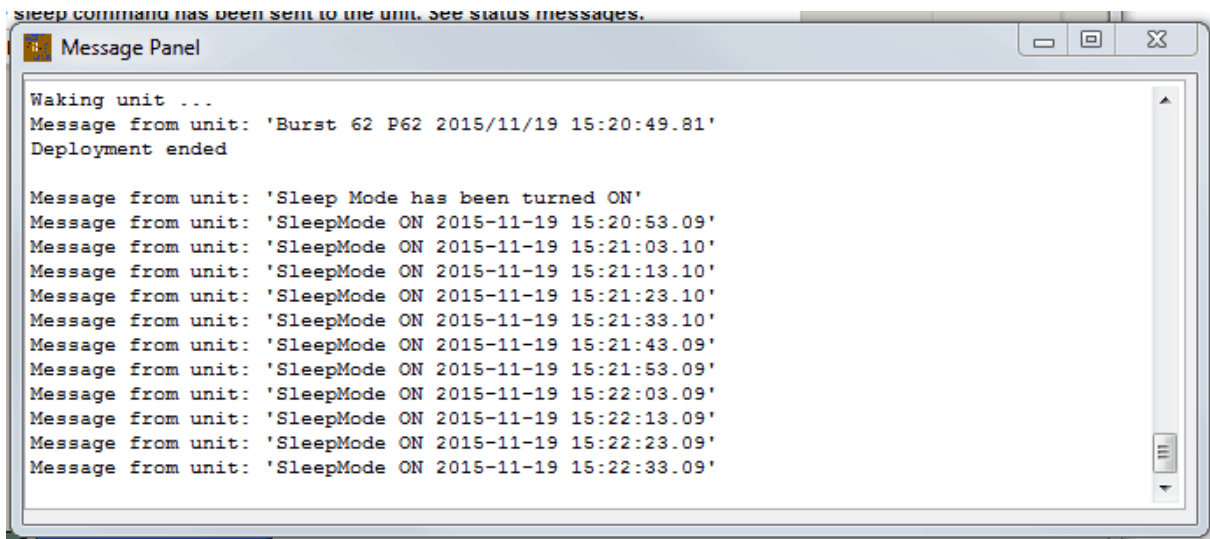 sleep command has been sent to the unit. See status messages.
Message Panel
Waking unit ...
Message from unit: 'Burst 62 P62 2015/11/19 15:20:49.81'
Deployment ended
Message from unit: 'Sleep Mode has been turned ON'
Message from unit: 'SleepMode ON 2015-11-19 15:20:53.09'
Message from unit: 'SleepMode ON 2015-11-19 15:21:03.10'
Message from unit: 'SleepMode ON 2015-11-19 15:21:13.10'
Message from unit: 'SleepMode ON 2015-11-19 15:21:23.10'
Message from unit: 'SleepMode ON 2015-11-19 15:21:33.10'
Message from unit: 'SleepMode ON 2015-11-19 15:21:43.09'
Message from unit: 'SleepMode ON 2015-11-19 15:21:53.09'
Message from unit: 'SleepMode ON 2015-11-19 15:22:03.09'
Message from unit: 'SleepMode ON 2015-11-19 15:22:13.09'
Message from unit: 'SleepMode ON 2015-11-19 15:22:23.09'
Message from unit: 'SleepMode ON 2015-11-19 15:22:33.09'